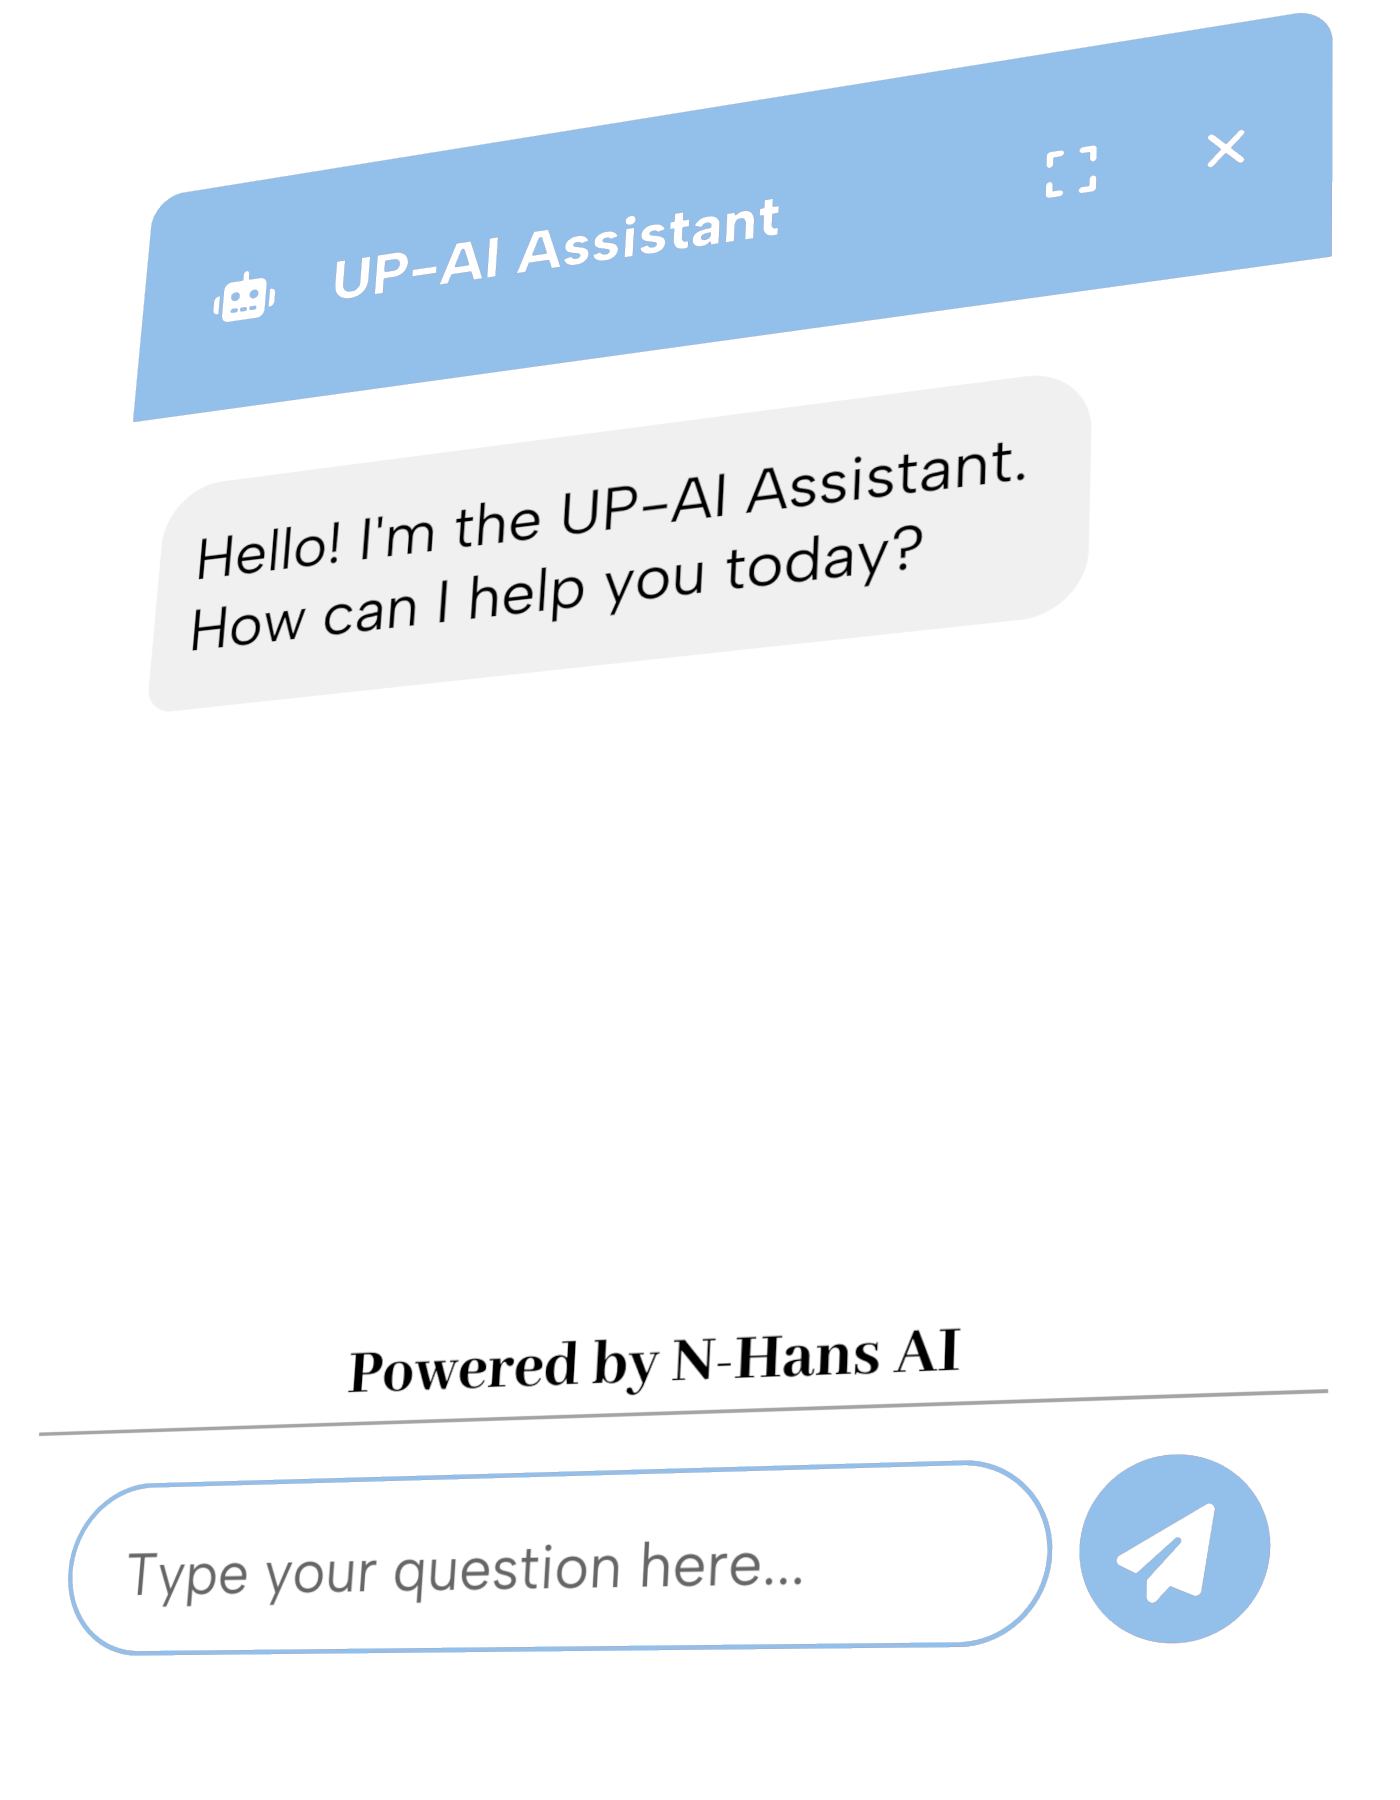 UP-AI Assistant
Hello! I'm the UP-AI Assistant.
How can I help you today?
Powered by N-Hans AI
Type your question here...